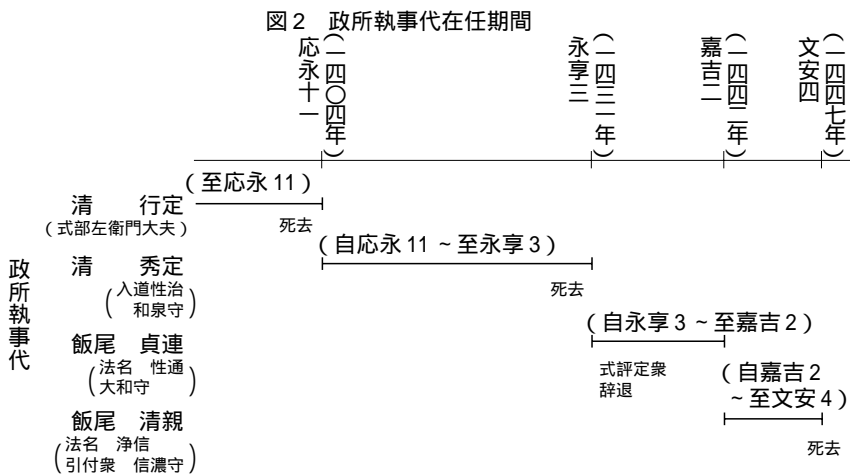 図２　政所執事代在任期間
応永十一
（一四〇四年）
永享三
（一四三一年）
嘉吉二
（一四四二年）
文安四
（一四四七年）
政所執事代
清　行定
（式部左衛門大夫）
（至応永 11）
死去
清　秀定
（入道性治
和泉守）
（自応永 11 ～至永享 3）
死去
飯尾　貞連
（法名　性通
大和守）
（自永享 3 ～至嘉吉 2）
式評定衆
辞退
飯尾　清親
（法名　浄信
引付衆　信濃守）
（自嘉吉 2
～至文安 4）
死去